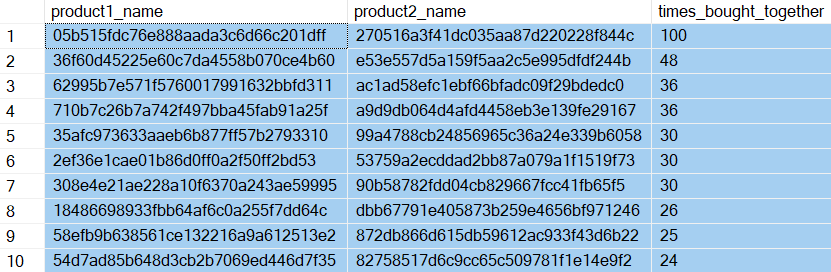 product1_name product2_name times_bought_together
1 05b515fdc76e888aada3c6d66c201dff 270516a3f41dc035aa87d220228f844c 100
2 36f60d45225e60c7da4558b070ce4b60 e53e557d5a159f5aa2c5e995dfdf244b 48
3 62995b7e571f5760017991632bbfd311 ac1ad58efc1ebf66bfadc09f29bdedc0 36
4 710b7c26b7a742f497bba45fab91a25f a9d9db064d4afd4458eb3e139fe29167 36
5 35afc973633aaeb6b877ff57b2793310 99a4788cb24856965c36a24e339b6058 30
6 2ef36e1cae01b86d0ff0a2f50ff2bd53 53759a2ecddad2bb87a079a1f1519f73 30
7 308e4e21ae228a10f6370a243ae59995 90b58782fdd04cb829667fcc41fb65f5 30
8 18486698933fbb64af6c0a255f7dd64c dbb67791e405873b259e4656bf971246 26
9 58efb9b638561ce132216a9a612513e2 872db866d615db59612ac933f43d6b22 25
10 54d7ad85b648d3cb2b7069ed446d7f35 82758517d6c9cc65c509781f1e14e9f2 24